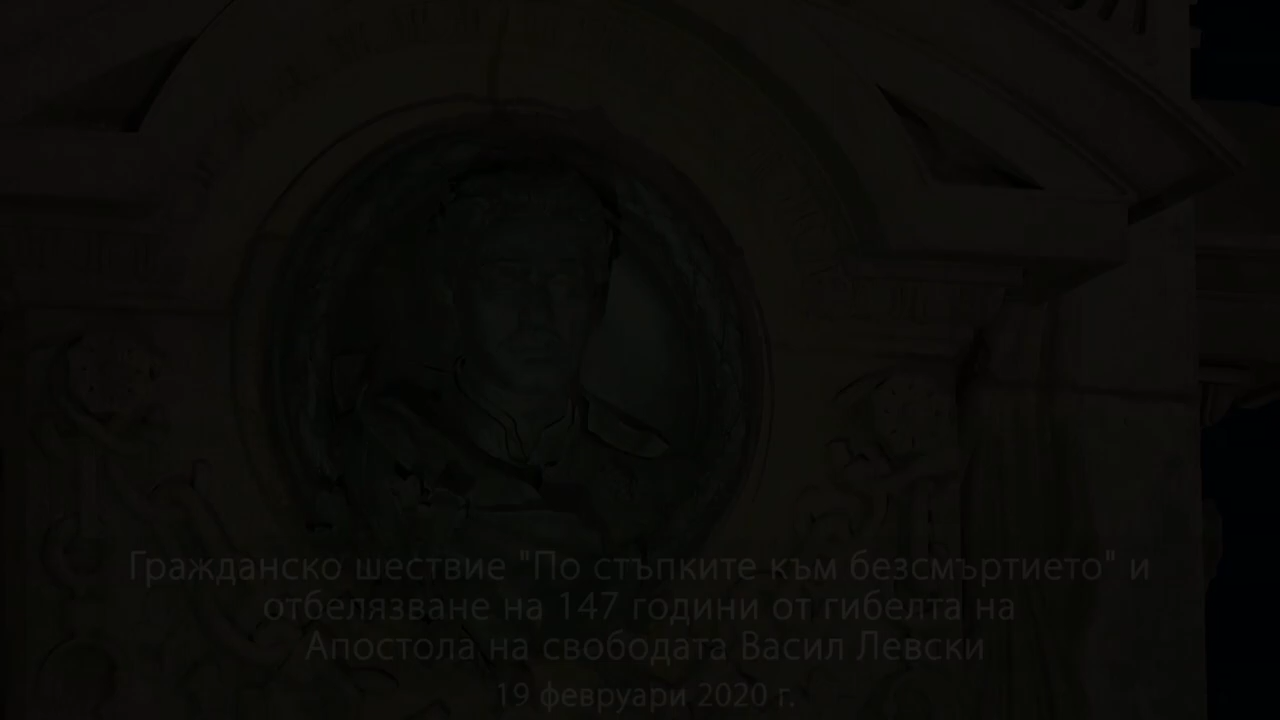 Гражданско шествие "По стъпките към безсмъртието" и
отбелязване на 147 години от гибелта на
Апостола на свободата Васил Левски
19 февруари 2020 г.